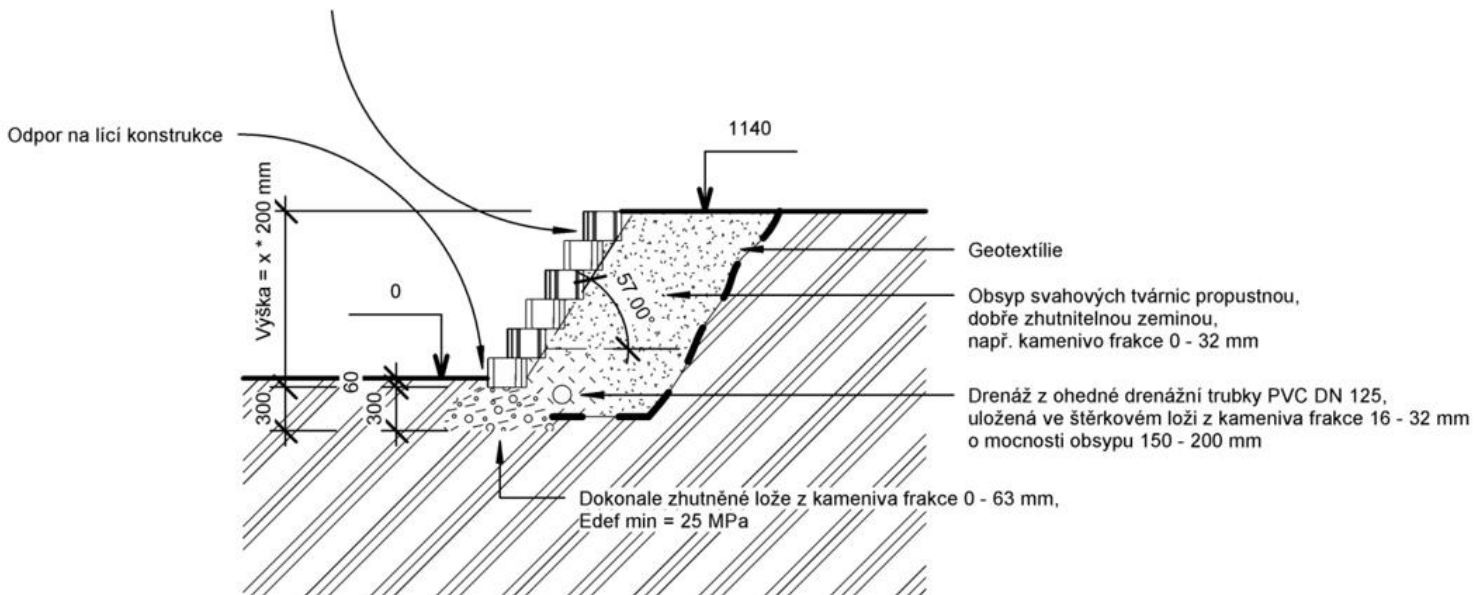 1140
Odpor na lící konstrukce
Výška = x * 200 mm
0
57.00°
Geotextílie
Obsyp svahových tvárnic propustnou,
dobře zhutnitelnou zeminou,
např. kamenivo frakce 0 - 32 mm
60
300
300
Drenáž z ohedné drenážní trubky PVC DN 125,
uložená ve štěrkovém loži z kameniva frakce 16 - 32 mm
o mocnosti obsypu 150 - 200 mm
Dokonale zhutněné lože z kameniva frakce 0 - 63 mm,
Edef min = 25 MPa